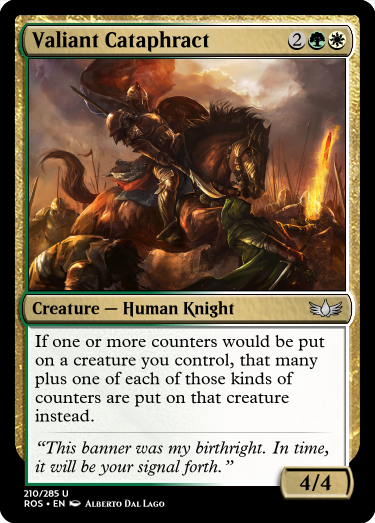 Valiant Cataphract 2
Creature — Human Knight
If one or more counters would be put
on a creature you control, that many
plus one of each of those kinds of
counters are put on that creature
instead.
“This banner was my birthright. In time,
it will be your signal forth.”
4/4
210/285 U
ROS • EN Alberto Dal Lago